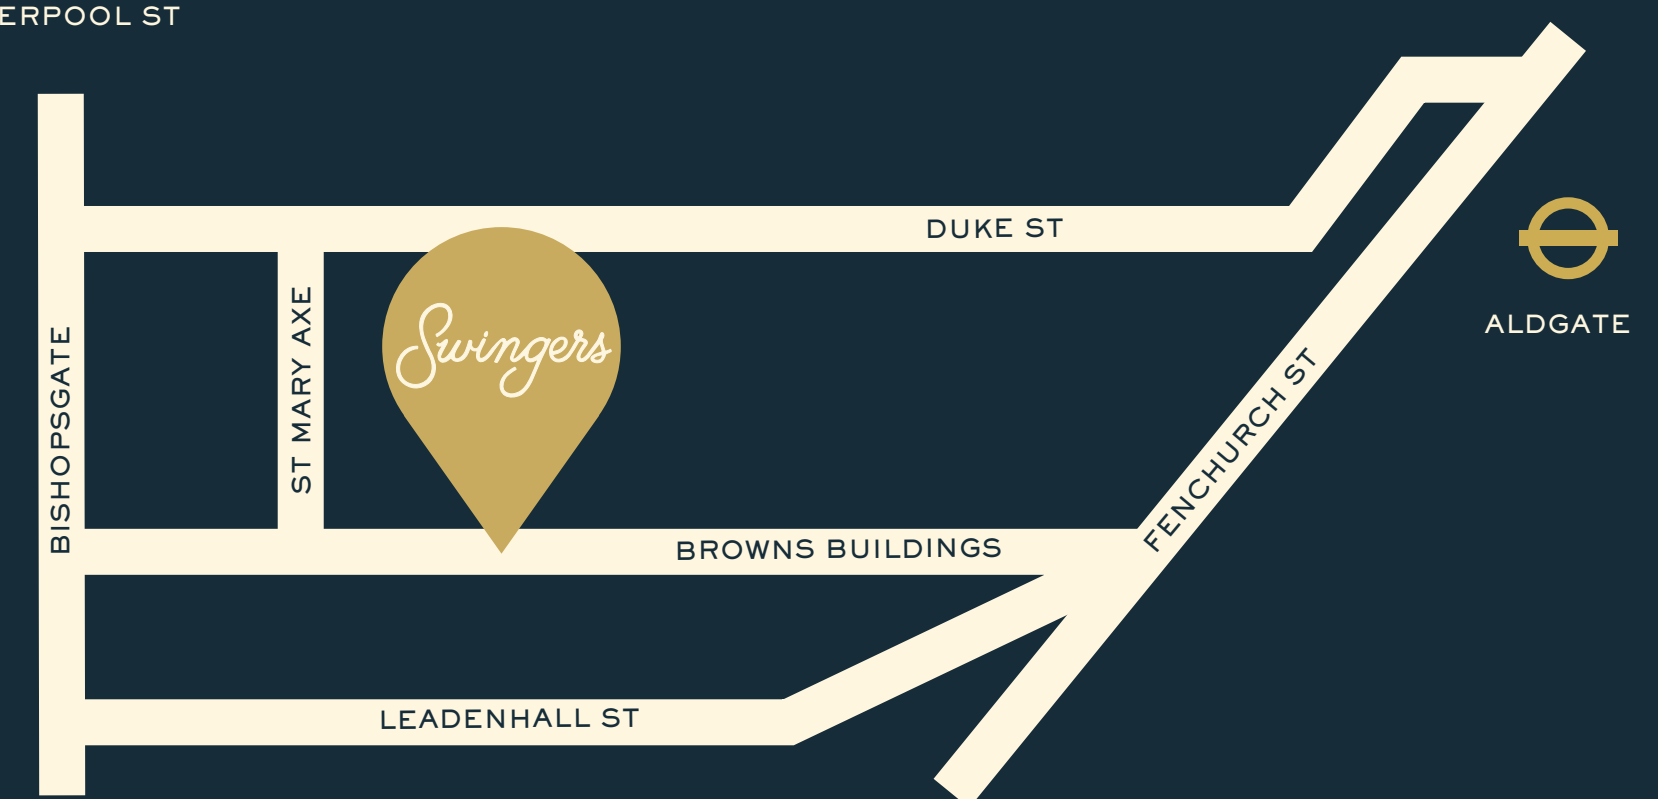 ERPOOL ST
DUKE ST
ALDGATE
ST MARY AXE
Swingers
BISHOPSGATE
FENCHURCH ST
BROWNS BUILDINGS
LEADENHALL ST